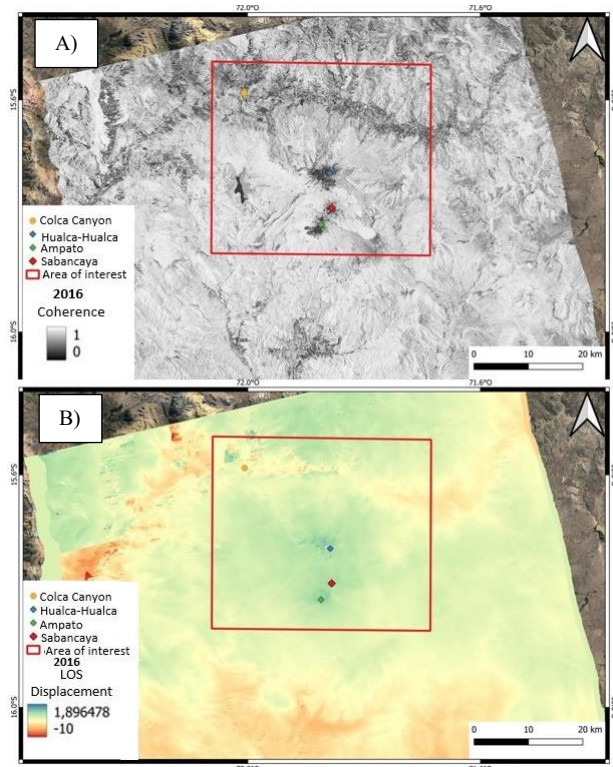 72.0°O 71.6°O
A)
15.6°S
Colca Canyon
Hualca-Hualca
Ampato
Sabancaya
Area of interest
2016
Coherence
1
0
16.0°S
0 10 20 km
72.0°O 71.6°O
B)
15.6°S
Colca Canyon
Hualca-Hualca
Ampato
Sabancaya
Area of interest
2016
LOS
Displacement
1,896478
-10
16.0°S
0 10 20 km